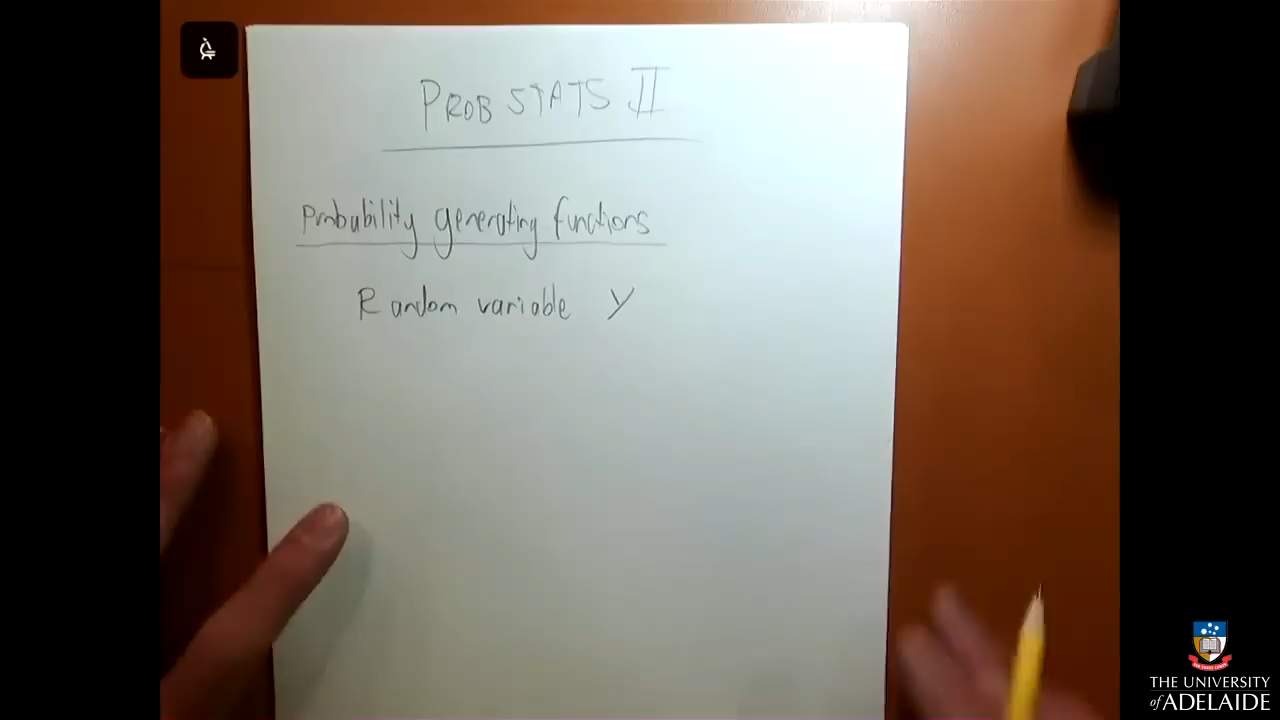 PROB STATS II
Probability generating functions
Random variable Y
THE UNIVERSITY
of ADELAIDE